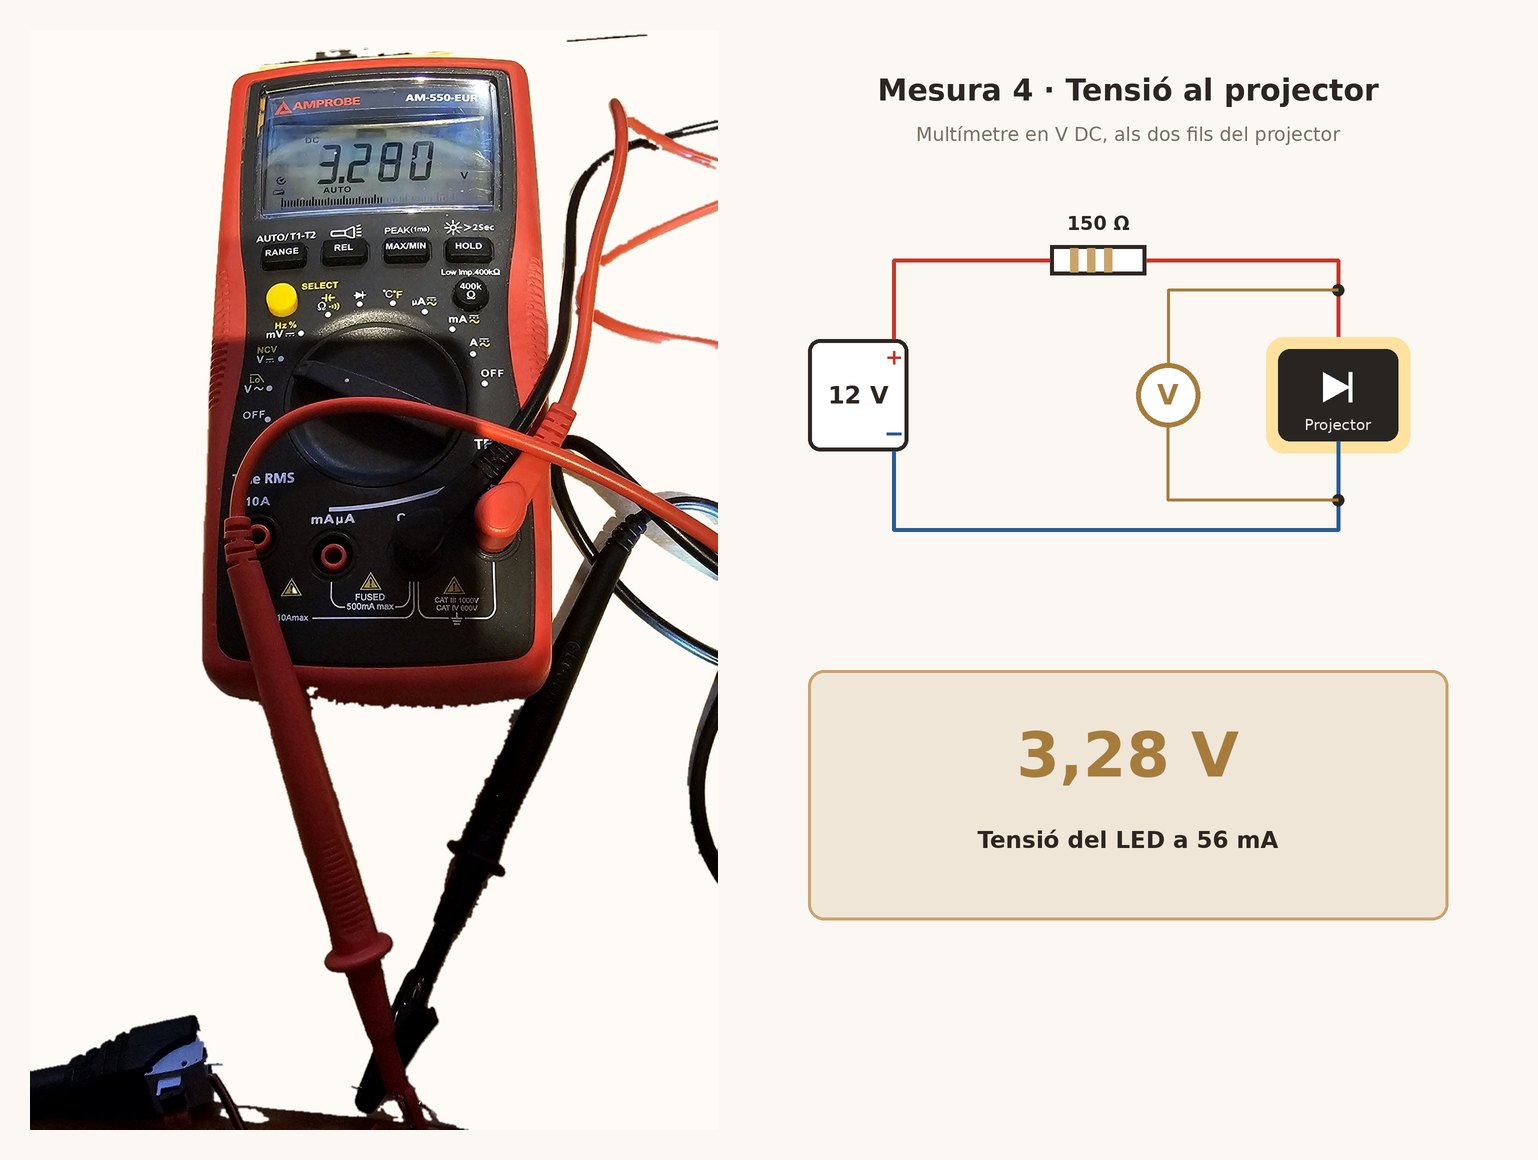 AMPROBE
AM-550-EUR
DC
3.280
V
AUTO
AUTO/T1-T2
PEAK(1ms)
>2Sec
RANGE
REL
MAX/MIN
HOLD
Low Imp.400kΩ
SELECT
400k
Ω
Ω
°C°F
µA
mA
A
OFF
Hz %
mV
NCV
V
Lo
V~
OFF
RMS
10A
mAµA
FUSED
500mA max
CAT III 1000V
CAT IV 600V
10Amax
Mesura 4 · Tensió al projector
Multímetre en V DC, als dos fils del projector
150 Ω
+
12 V
−
V
Projector
3,28 V
Tensió del LED a 56 mA